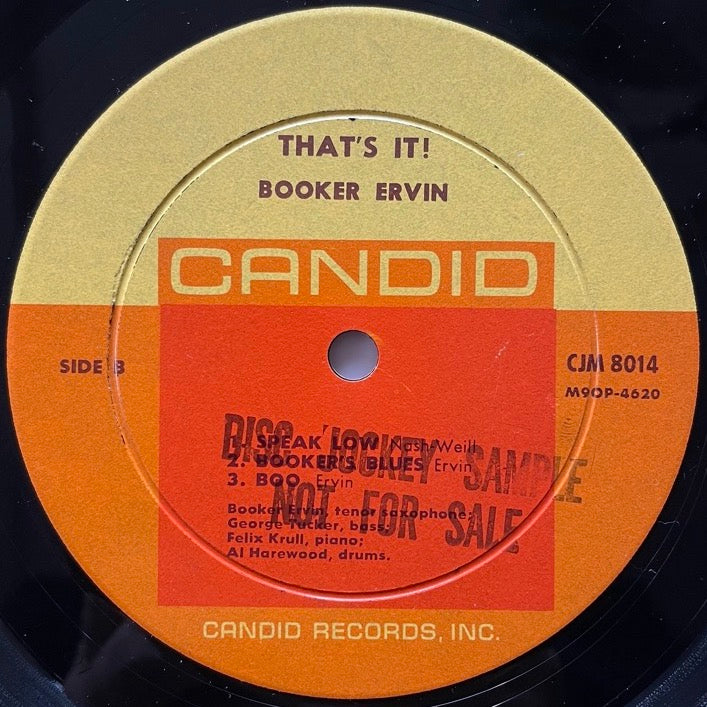 THAT'S IT!
BOOKER ERVIN
CANDID
SIDE B
CJM 8014
M9OP-4620
1. SPEAK LOW Nash-Weill
2. BOOKER'S BLUES Ervin
3. BOO Ervin
DISC JOCKEY SAMPLE
NOT FOR SALE
Booker Ervin, tenor saxophone;
George Tucker, bass;
Felix Krull, piano;
Al Harewood, drums.
CANDID RECORDS, INC.